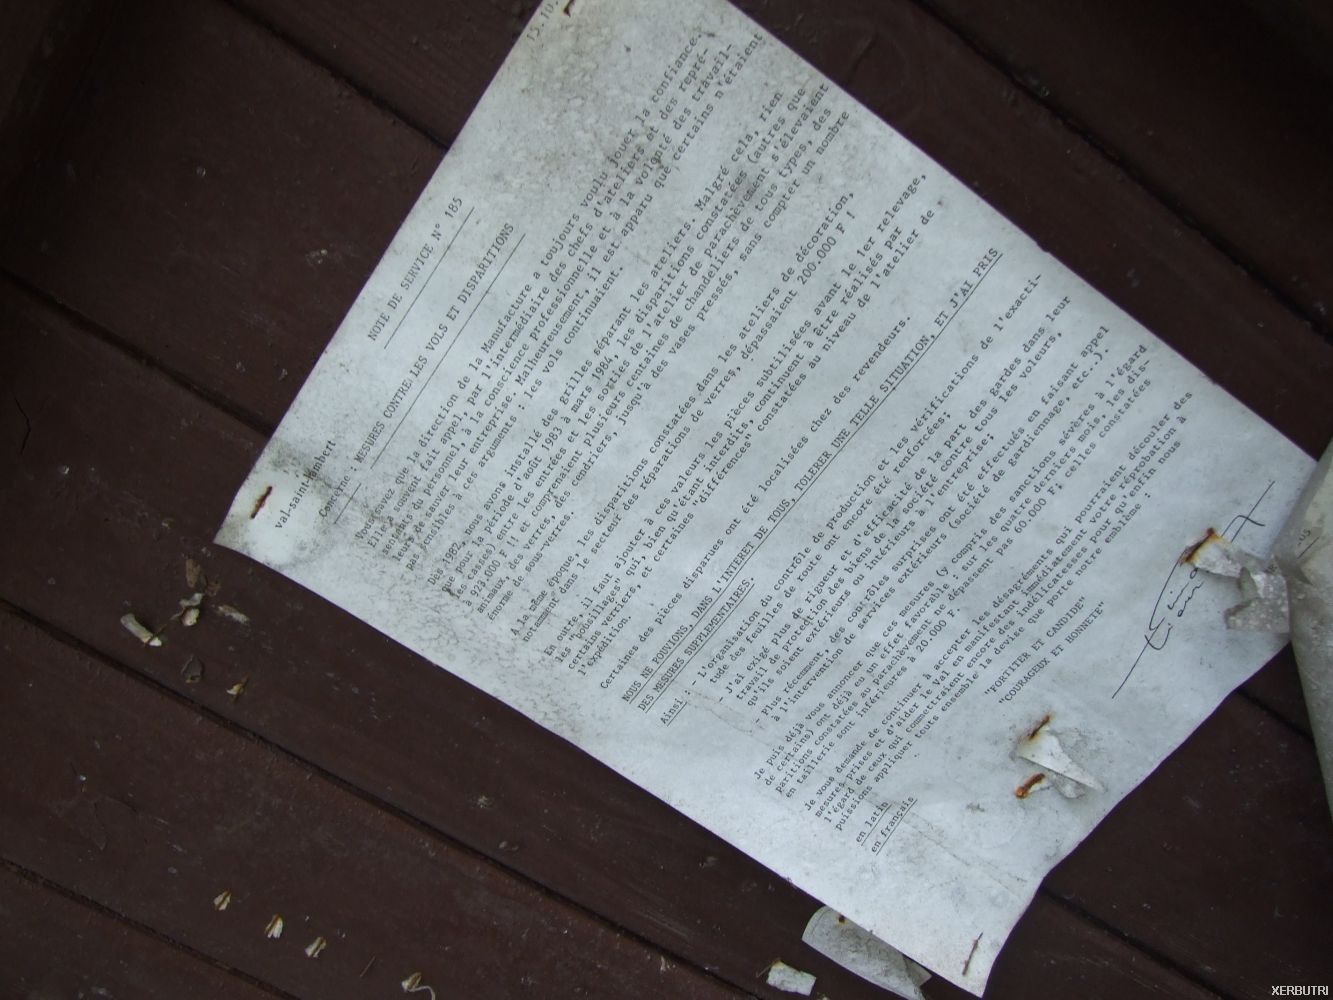 15.10.
val-saint-lambert
NOTE DE SERVICE N° 185
Concerne : MESURES CONTRE LES VOLS ET DISPARITIONS
Vous savez que la direction de la Manufacture a toujours voulu jouer la confiance.
Elle a souvent fait appel, par l'intermédiaire des chefs d'ateliers et des repré-
sentants du personnel, à la conscience professionnelle et à la volonté des travail-
leurs de sauver leur entreprise. Malheureusement, il est apparu que certains n'étaient
pas sensibles à ces arguments : les vols continuaient.
Dès 1982, nous avons installé des grilles séparant les ateliers. Malgré cela, rien
que pour la période d'août 1983 à mars 1984, les disparitions constatées (autres que
les casses) entre les entrées et les sorties de l'atelier de parachèvement s'élevaient
à 923.000 F !! et comprenaient plusieurs centaines de chandeliers de tous types, des
animaux, des verres, des cendriers, jusqu'à des vases pressés, sans compter un nombre
énorme de sous-verres.
A la même époque, les disparitions constatées dans les ateliers de décoration,
notamment dans le secteur des réparations de verres, dépassaient 200.000 F !
En outre, il faut ajouter à ces valeurs les pièces subtilisées avant le 1er relevage,
les "bousillages" qui, bien qu'étant interdits, continuent à être réalisés par
certains verriers, et certaines "différences" constatées au niveau de l'atelier de
l'expédition.
Certaines des pièces disparues ont été localisées chez des revendeurs.
NOUS NE POUVIONS, DANS L'INTERET DE TOUS, TOLERER UNE TELLE SITUATION, ET J'AI PRIS
DES MESURES SUPPLEMENTAIRES.
Ainsi : - L'organisation du contrôle de production et les vérifications de l'exacti-
tude des feuilles de route ont encore été renforcées;
- J'ai exigé plus de rigueur et d'efficacité de la part des gardes dans leur
travail de protection des biens de la société contre tous les voleurs,
qu'ils soient extérieurs ou intérieurs à l'entreprise;
- Plus récemment, des contrôles surprises ont été effectués en faisant appel
à l'intervention de services extérieurs (société de gardiennage, etc.).
Je puis déjà vous annoncer que ces mesures (y compris des sanctions sévères à l'égard
de certains) ont déjà eu un effet favorable : sur les quatre derniers mois, les dis-
paritions constatées au parachèvement ne dépassant pas 60.000 F; celles constatées
en taillerie sont inférieures à 20.000 F.
Je vous demande de continuer à accepter les désagréments qui pourraient découler des
mesures prises et d'aider le Val en manifestant immédiatement votre réprobation à
l'égard de ceux qui commettraient encore des indélicatesses pour qu'enfin nous
puissions appliquer touts ensemble la devise que porte notre emblème :
en latin "FORTITER ET CANDIDE"
en français "COURAGEUX ET HONNETE"
XERBUTRI